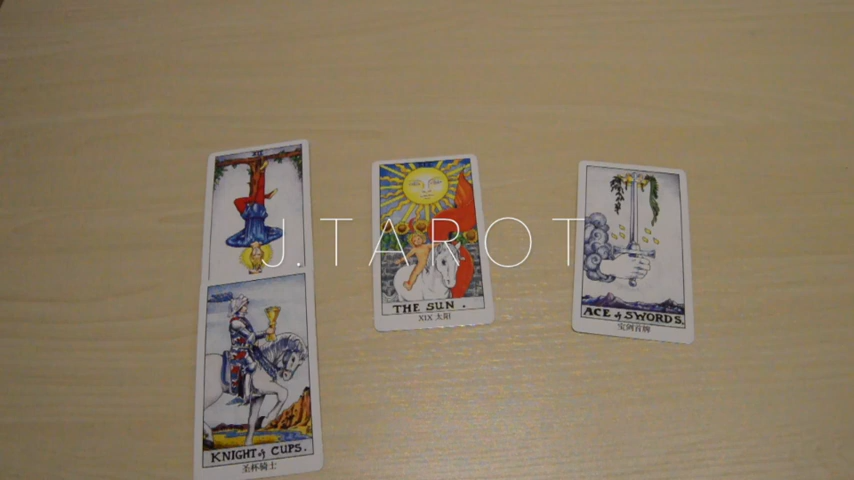 XII
J.TAROT
KNIGHT of CUPS.
圣杯骑士
THE SUN .
XIX 太阳
ACE of SWORDS.
宝剑首牌